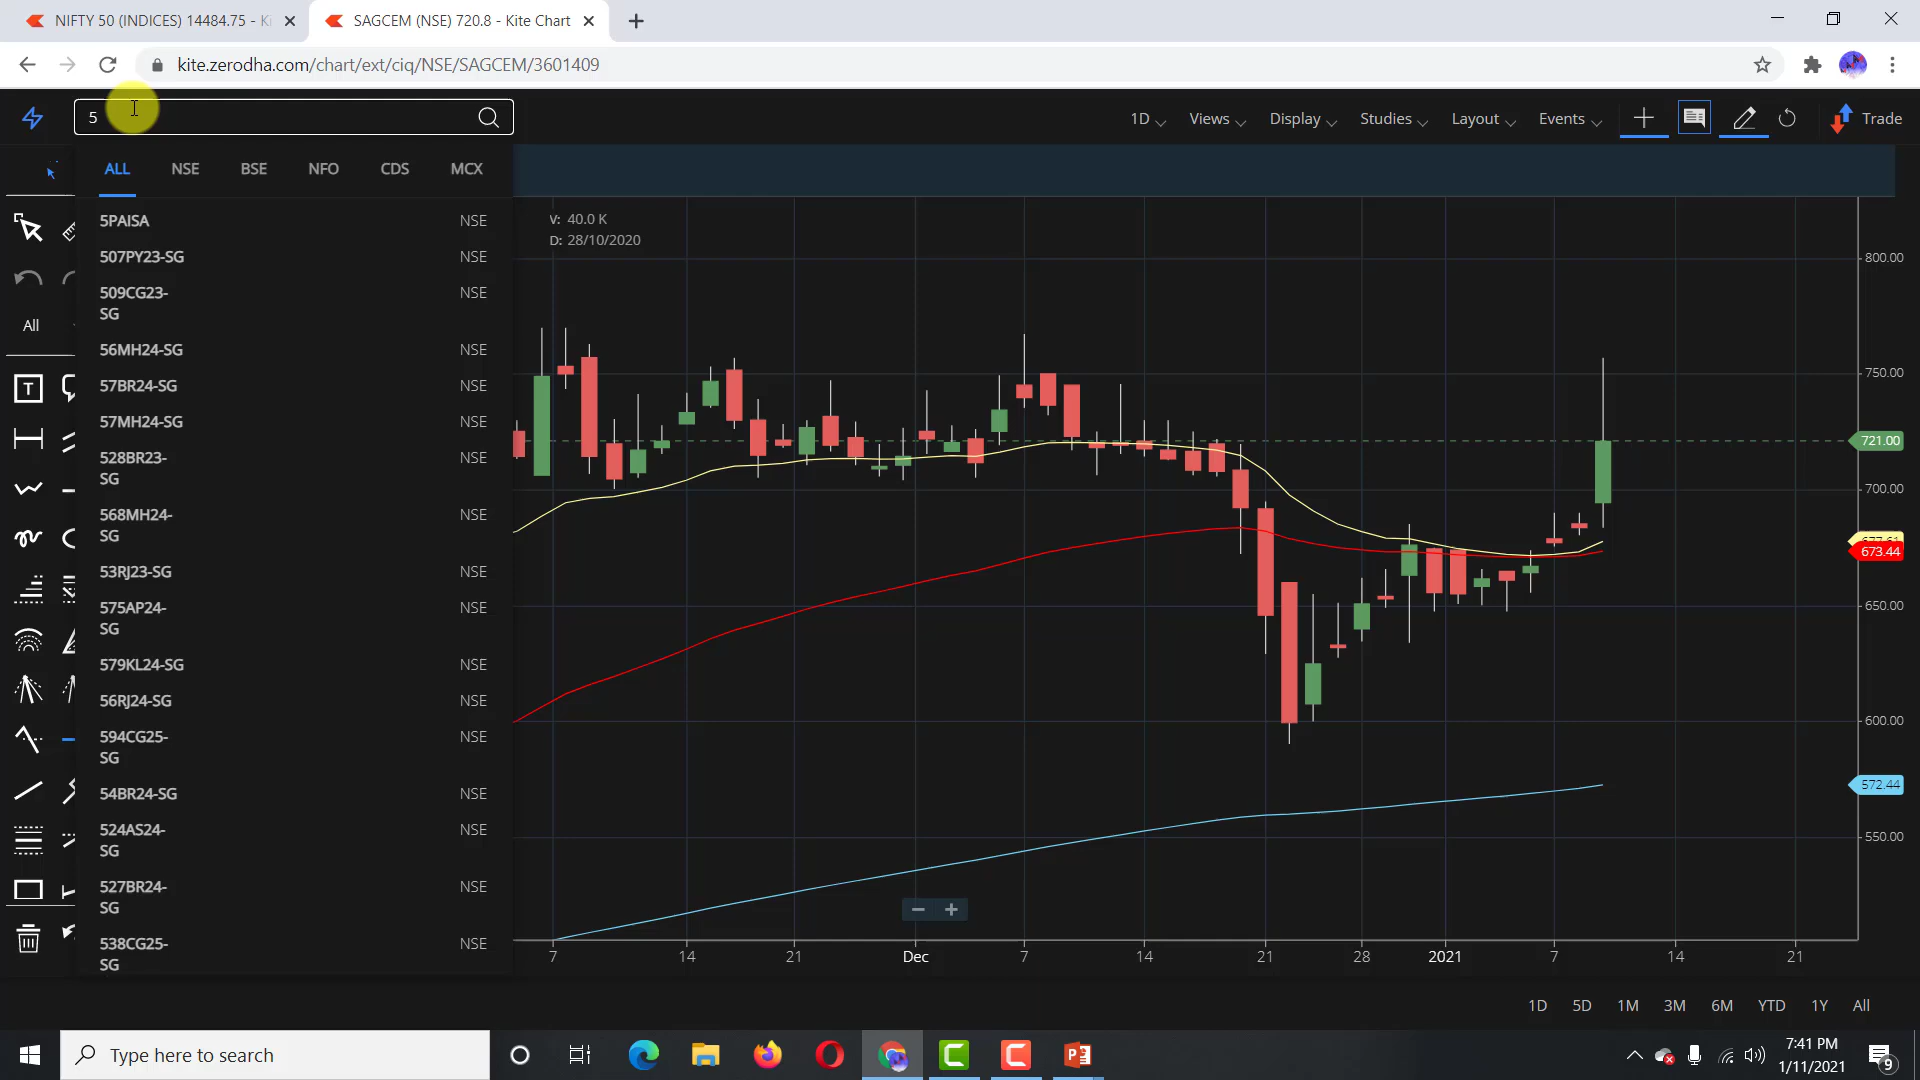 NIFTY 50 (INDICES) 14484.75 - Ki
SAGCEM (NSE) 720.8 - Kite Chart
kite.zerodha.com/chart/ext/ciq/NSE/SAGCEM/3601409
5
1D
Views
Display
Studies
Layout
Events
Trade
ALL
NSE
BSE
NFO
CDS
MCX
5PAISA NSE
507PY23-SG NSE
509CG23- NSE
SG
56MH24-SG NSE
57BR24-SG NSE
57MH24-SG NSE
528BR23- NSE
SG
568MH24- NSE
SG
53RJ23-SG NSE
575AP24- NSE
SG
579KL24-SG NSE
56RJ24-SG NSE
594CG25- NSE
SG
54BR24-SG NSE
524AS24- NSE
SG
527BR24- NSE
SG
538CG25- NSE
SG
All
T
V: 40.0 K
D: 28/10/2020
800.00
750.00
721.00
700.00
673.44
650.00
600.00
572.44
550.00
7 14 21 Dec 7 14 21 28 2021 7 14 21
1D 5D 1M 3M 6M YTD 1Y All
Type here to search
7:41 PM
1/11/2021
9